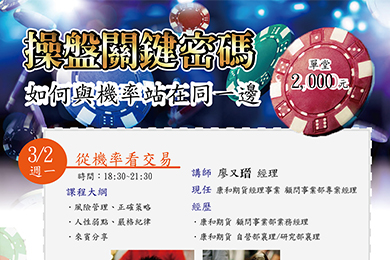 操盤關鍵密碼
如何與機率站在同一邊
單堂
2,000元
3/2
週一
從機率看交易
時間：18:30~21:30
課程大綱
・風險管理、正確策略
・人性弱點、嚴格紀律
・來賓分享
講師 廖又瑨 經理
現任 康和期貨經理事業 顧問事業部專業經理
經歷
・康和期貨 顧問事業部業務經理
・康和期貨 自營部襄理/研究部襄理